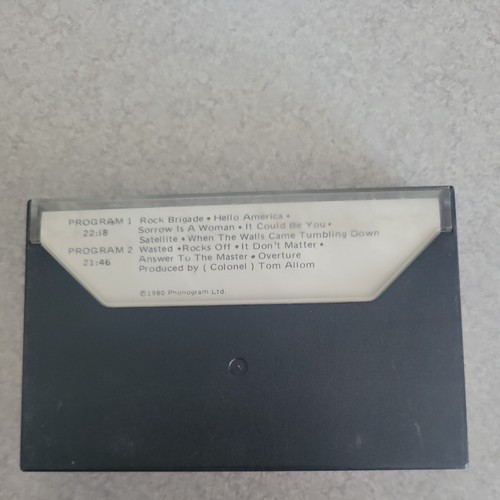 PROGRAM 1 Rock Brigade • Hello America •
22:18 Sorrow Is A Woman • It Could Be You •
Satellite • When The Walls Came Tumbling Down
PROGRAM 2 Wasted • Rocks Off • It Don't Matter •
21:46 Answer To The Master • Overture
Produced by ( Colonel ) Tom Allom
©1980 Phonogram Ltd.